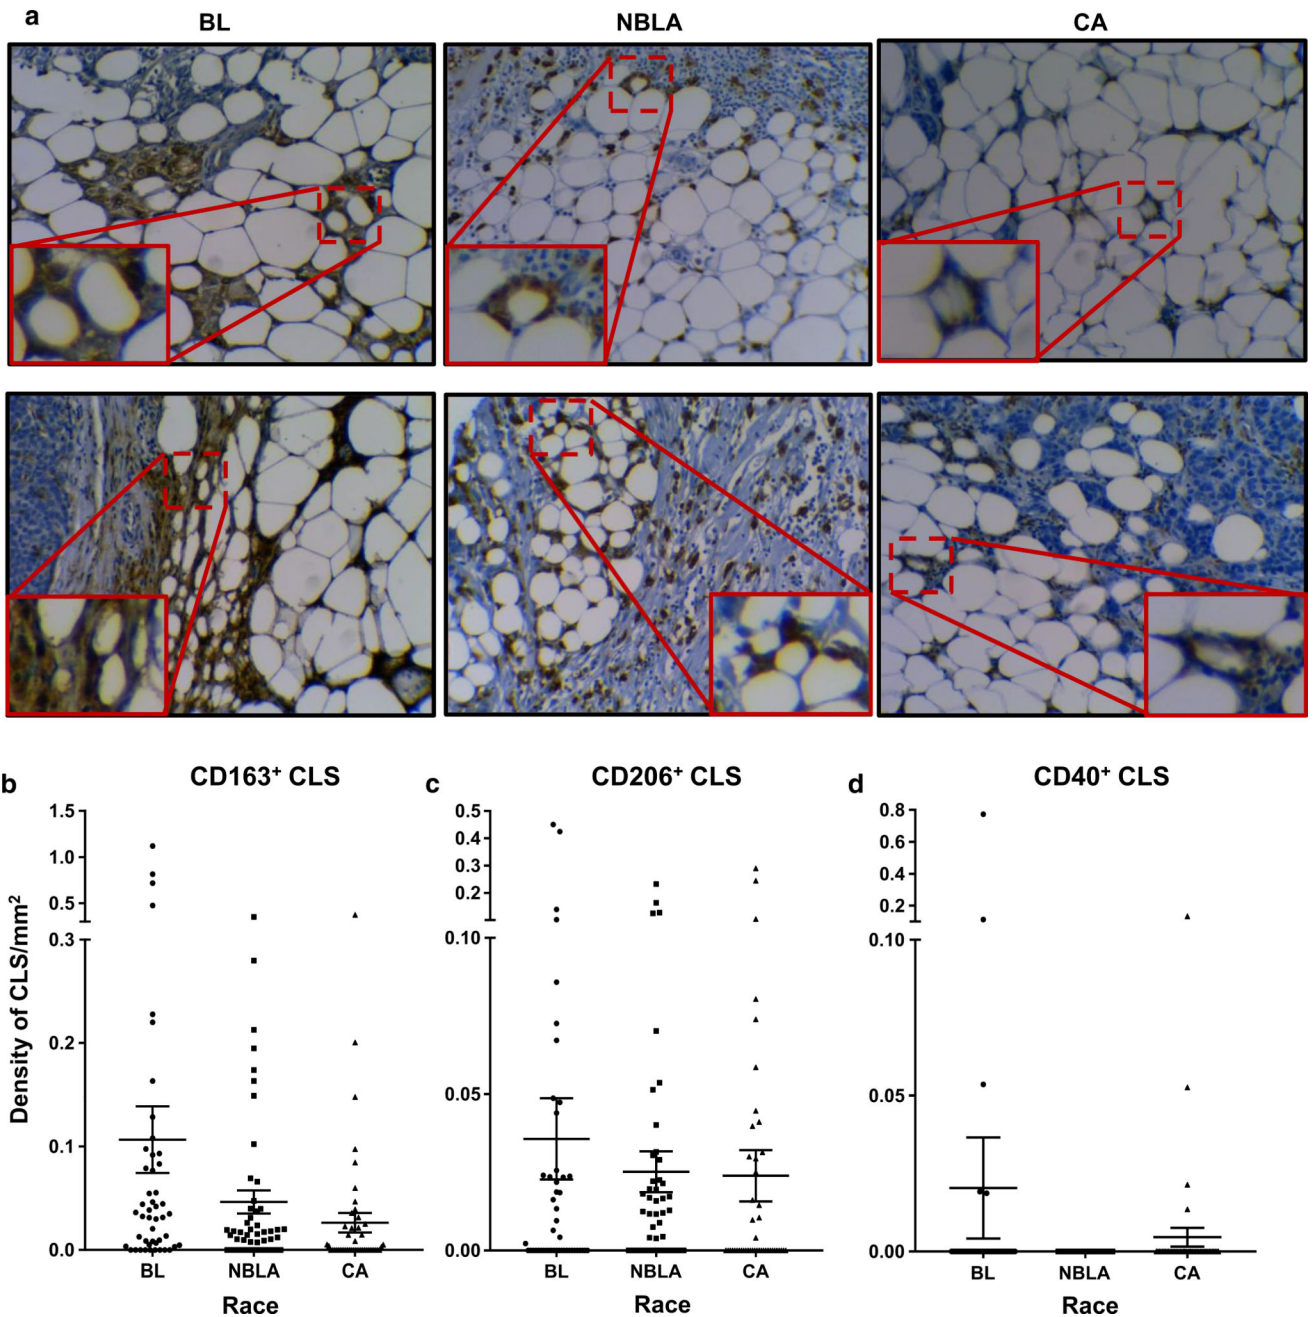 a
BL NBLA CA
b CD163⁺ CLS
c CD206⁺ CLS
d CD40⁺ CLS
Density of CLS/mm²
1.5
1.0
0.5
0.3
0.2
0.1
0.0
BL NBLA CA
Race
0.5
0.4
0.3
0.2
0.10
0.05
0.00
BL NBLA CA
Race
0.8
0.6
0.4
0.2
0.10
0.05
0.00
BL NBLA CA
Race